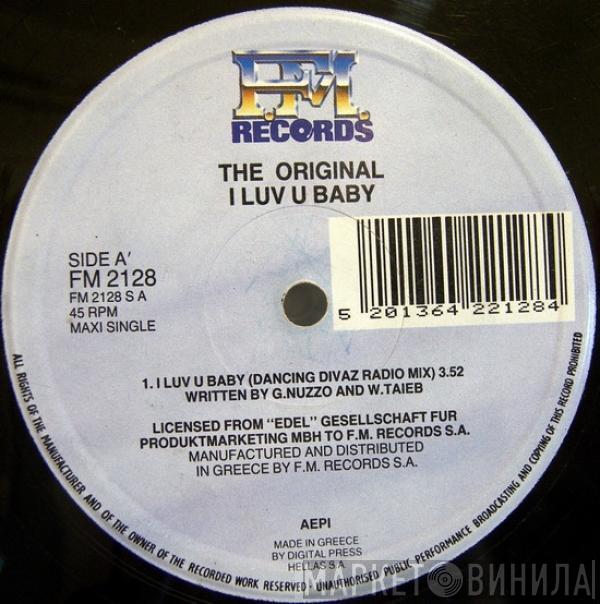 F.M.
RECORDS
THE ORIGINAL
I LUV U BABY
SIDE A'
FM 2128
FM 2128 S A
45 RPM
MAXI SINGLE
5 201364 221284
1. I LUV U BABY (DANCING DIVAZ RADIO MIX) 3.52
WRITTEN BY G.NUZZO AND W.TAIEB
LICENSED FROM "EDEL" GESELLSCHAFT FUR
PRODUKTMARKETING MBH TO F.M. RECORDS S.A.
MANUFACTURED AND DISTRIBUTED
IN GREECE BY F.M. RECORDS S.A.
AEPI
MADE IN GREECE
BY DIGITAL PRESS
HELLAS S.A.
ALL RIGHTS OF THE MANUFACTURER AND OF THE OWNER OF THE RECORDED WORK RESERVED - UNAUTHORISED PUBLIC PERFORMANCE BROADCASTING AND COPYING OF THIS RECORD PROHIBITED
МАРКЕТ ВИНИЛА